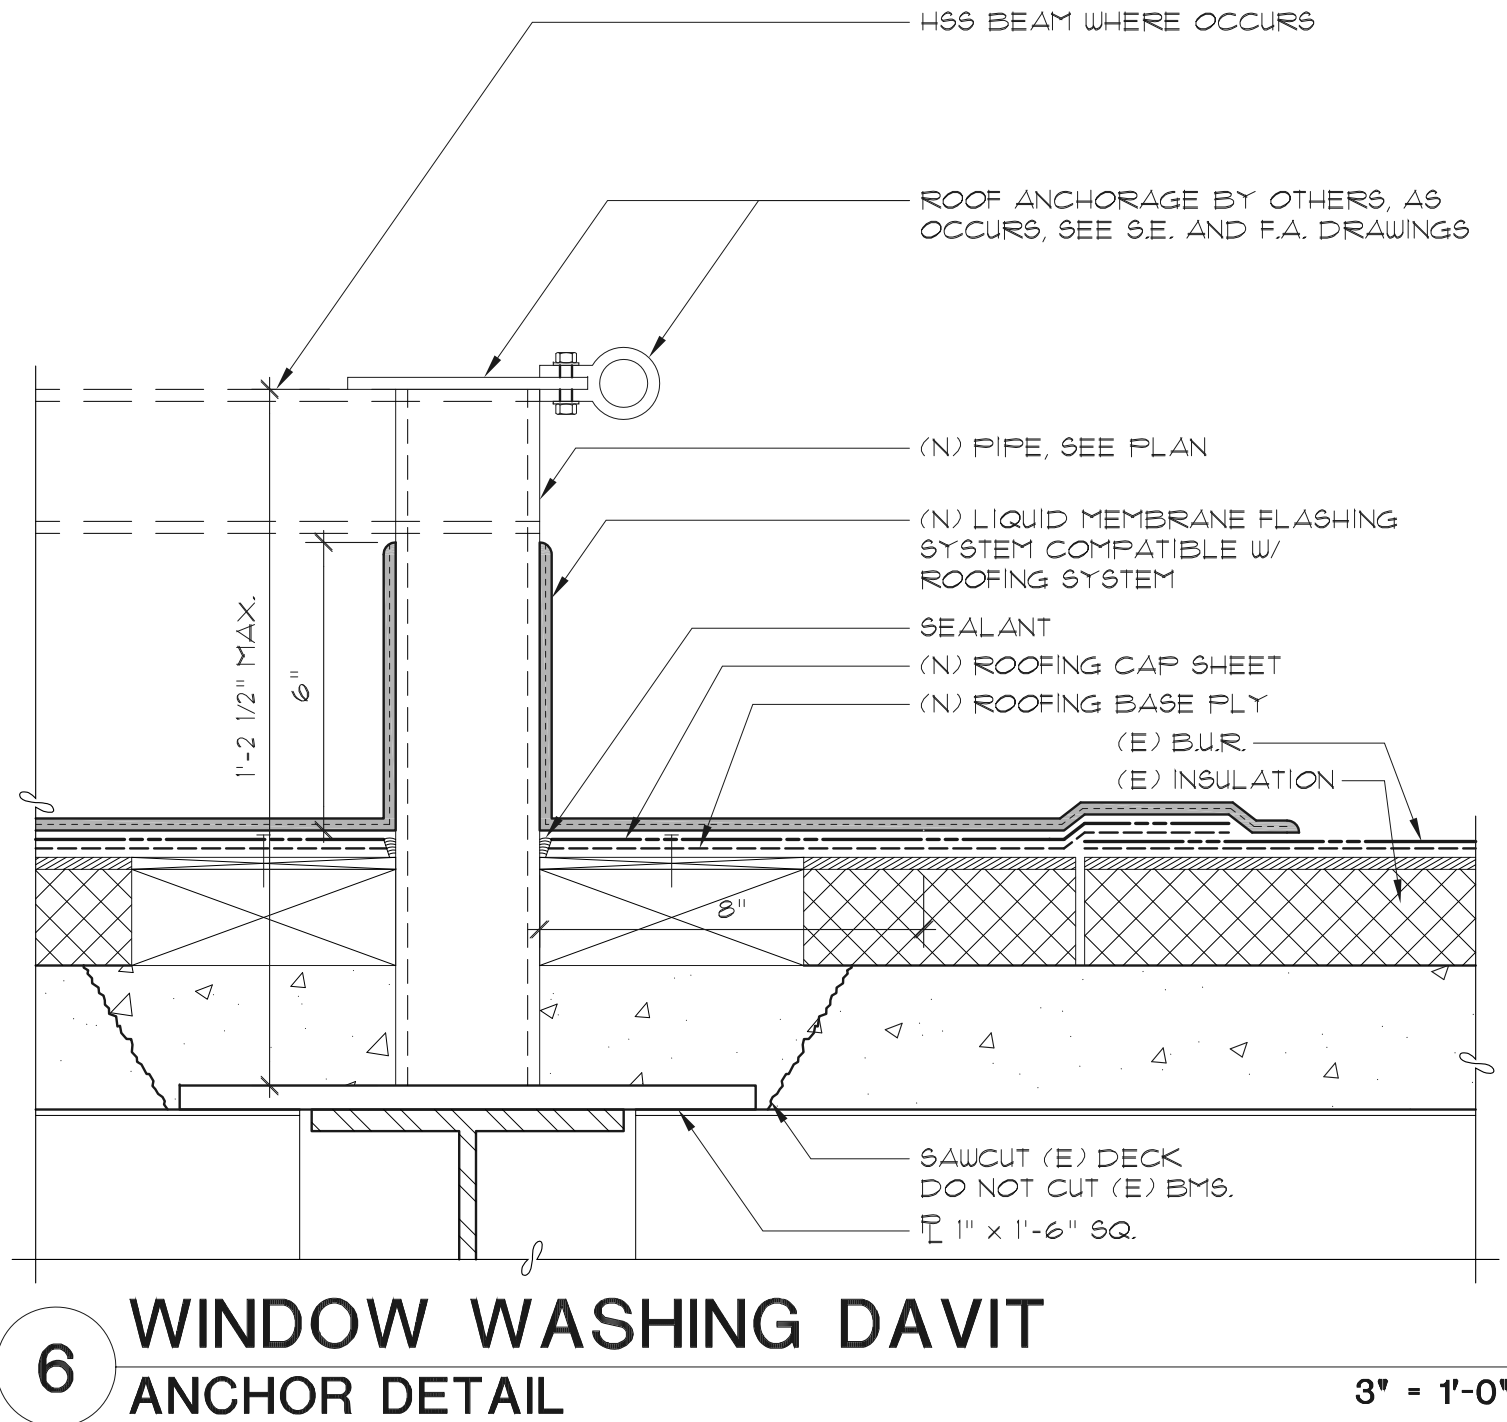 HSS BEAM WHERE OCCURS
ROOF ANCHORAGE BY OTHERS, AS
OCCURS, SEE S.E. AND F.A. DRAWINGS
(N) PIPE, SEE PLAN
(N) LIQUID MEMBRANE FLASHING
SYSTEM COMPATIBLE W/
ROOFING SYSTEM
SEALANT
(N) ROOFING CAP SHEET
(N) ROOFING BASE PLY
(E) B.U.R.
(E) INSULATION
1'-2 1/2" MAX.
6"
8"
SAWCUT (E) DECK
DO NOT CUT (E) BMS.
PL 1" x 1'-6" SQ.
6
WINDOW WASHING DAVIT
ANCHOR DETAIL
3" = 1'-0"